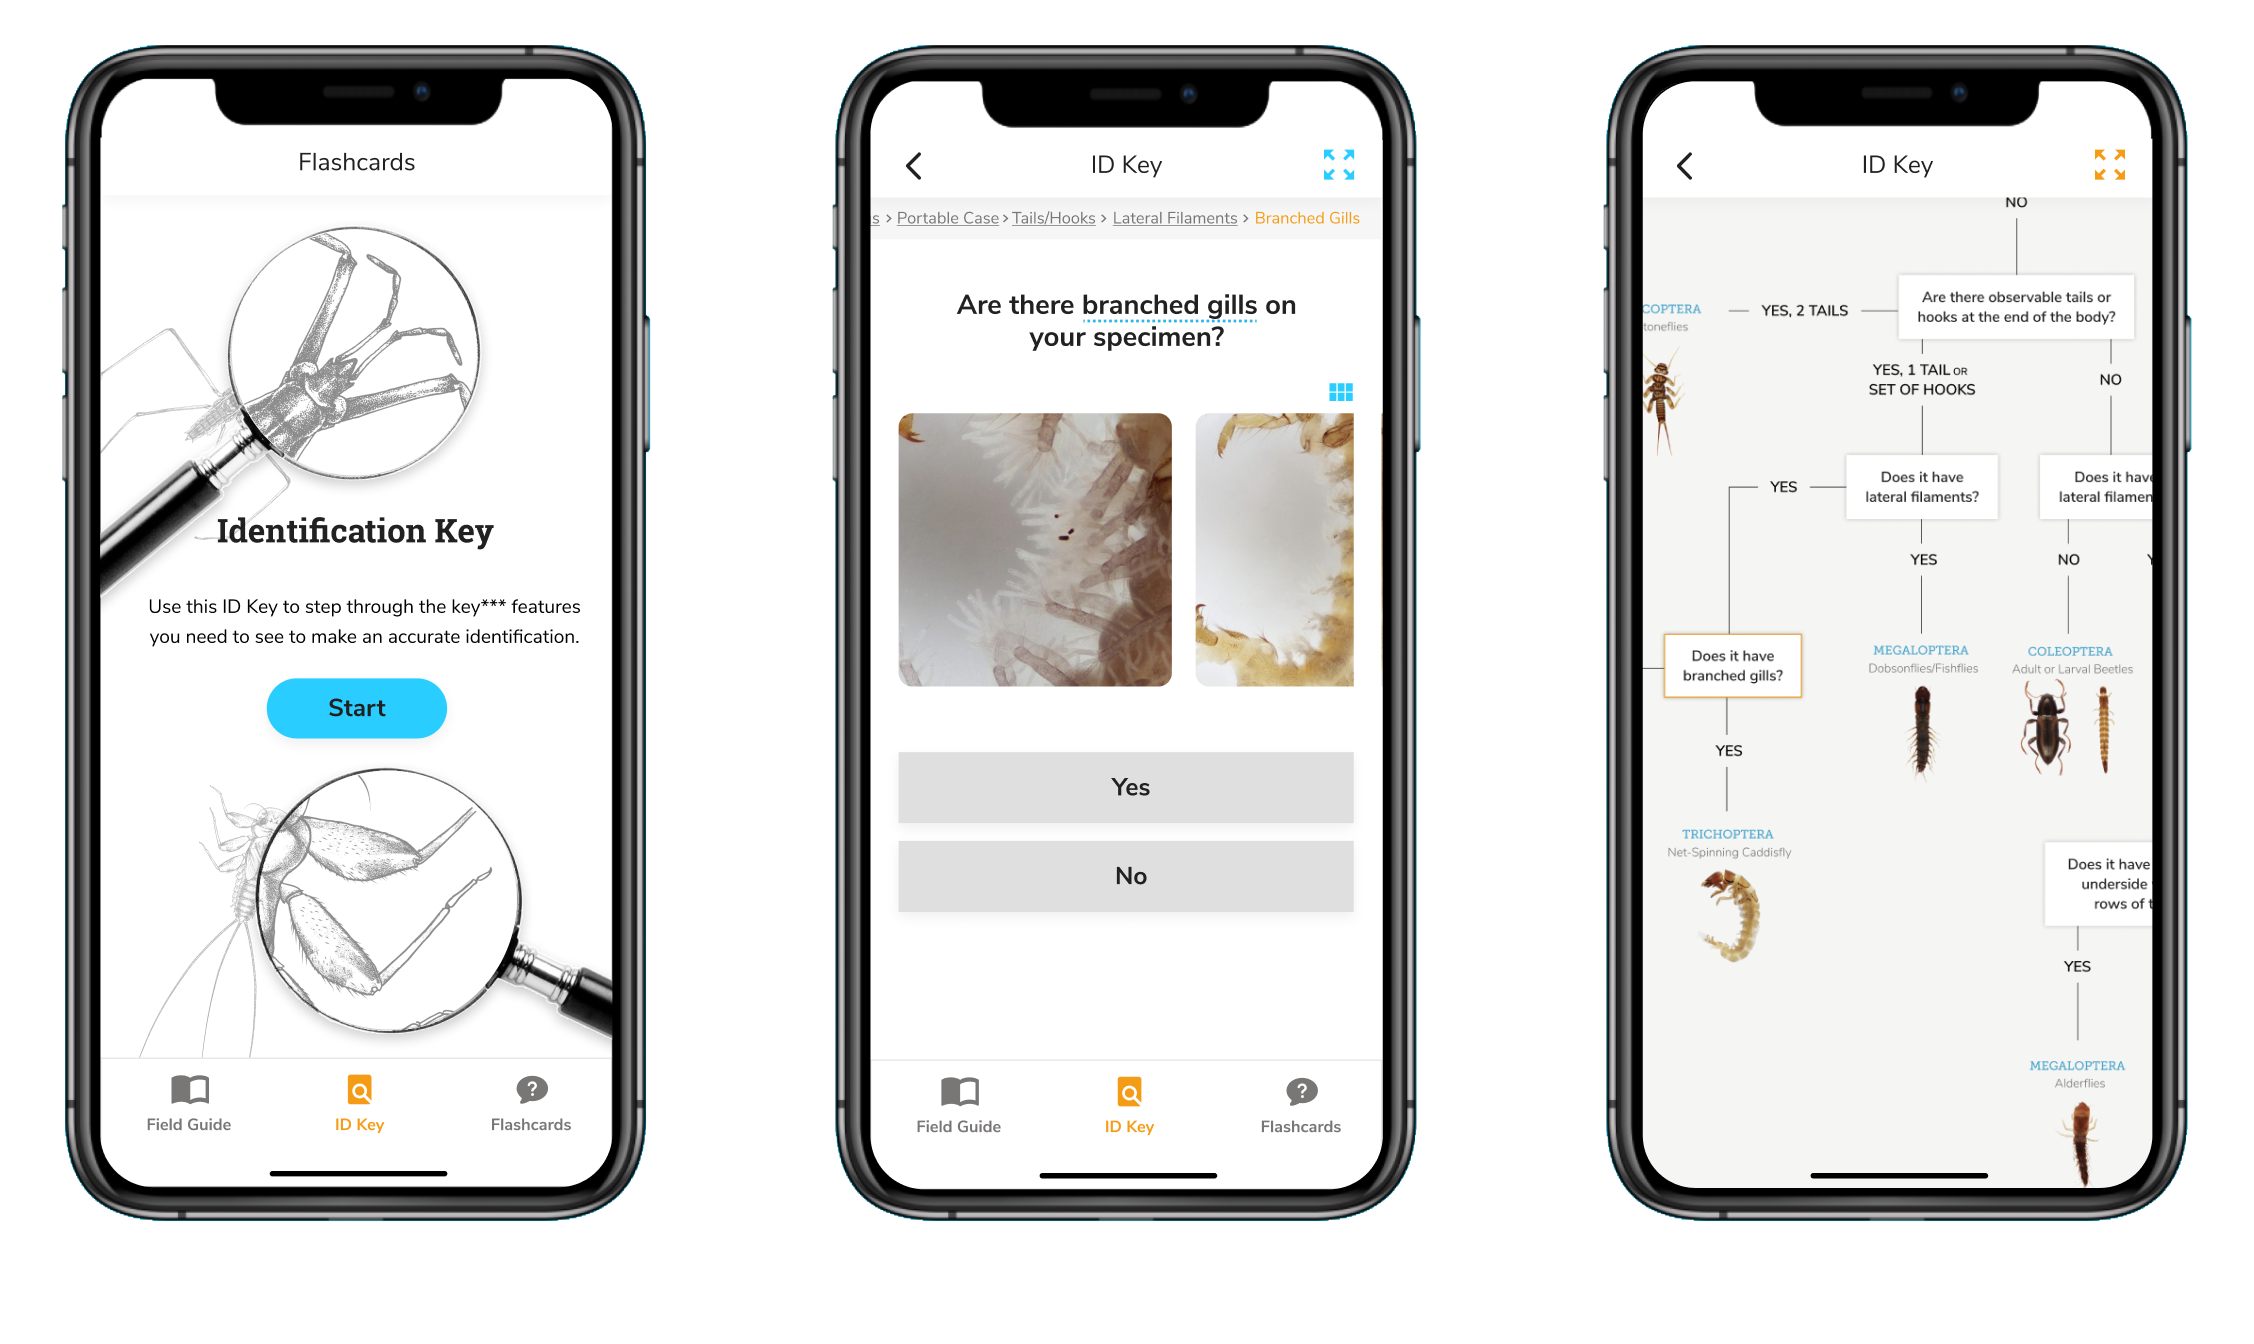 Flashcards
Identification Key
Use this ID Key to step through the key*** features
you need to see to make an accurate identification.
Start
Field Guide
ID Key
Flashcards
ID Key
s > Portable Case > Tails/Hooks > Lateral Filaments > Branched Gills
Are there branched gills on
your specimen?
Yes
No
Field Guide
ID Key
Flashcards
ID Key
NO
Are there observable tails or
hooks at the end of the body?
YES, 2 TAILS
COPTERA
toneflies
YES, 1 TAIL OR
SET OF HOOKS
NO
Does it have
lateral filaments?
Does it have
lateral filamen
YES
YES
NO
Y
Does it have
branched gills?
MEGALOPTERA
Dobsonflies/Fishflies
COLEOPTERA
Adult or Larval Beetles
YES
TRICHOPTERA
Net-Spinning Caddisfly
Does it have
underside
rows of t
YES
MEGALOPTERA
Alderflies